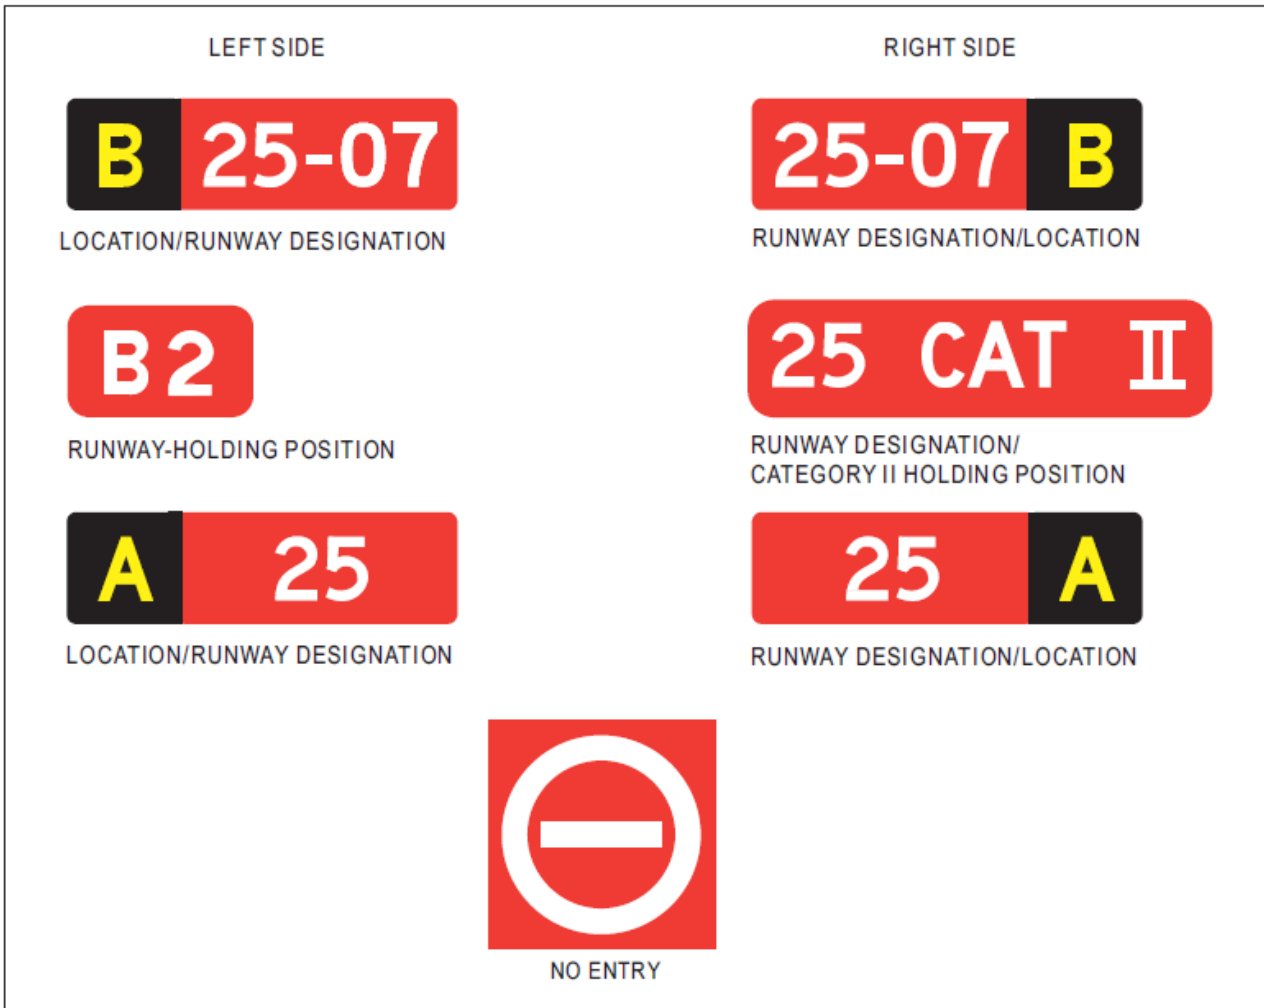 LEFT SIDE
RIGHT SIDE
B 25-07
25-07 B
LOCATION/RUNWAY DESIGNATION
RUNWAY DESIGNATION/LOCATION
B2
25 CAT II
RUNWAY-HOLDING POSITION
RUNWAY DESIGNATION/
CATEGORY II HOLDING POSITION
A 25
25 A
LOCATION/RUNWAY DESIGNATION
RUNWAY DESIGNATION/LOCATION
NO ENTRY